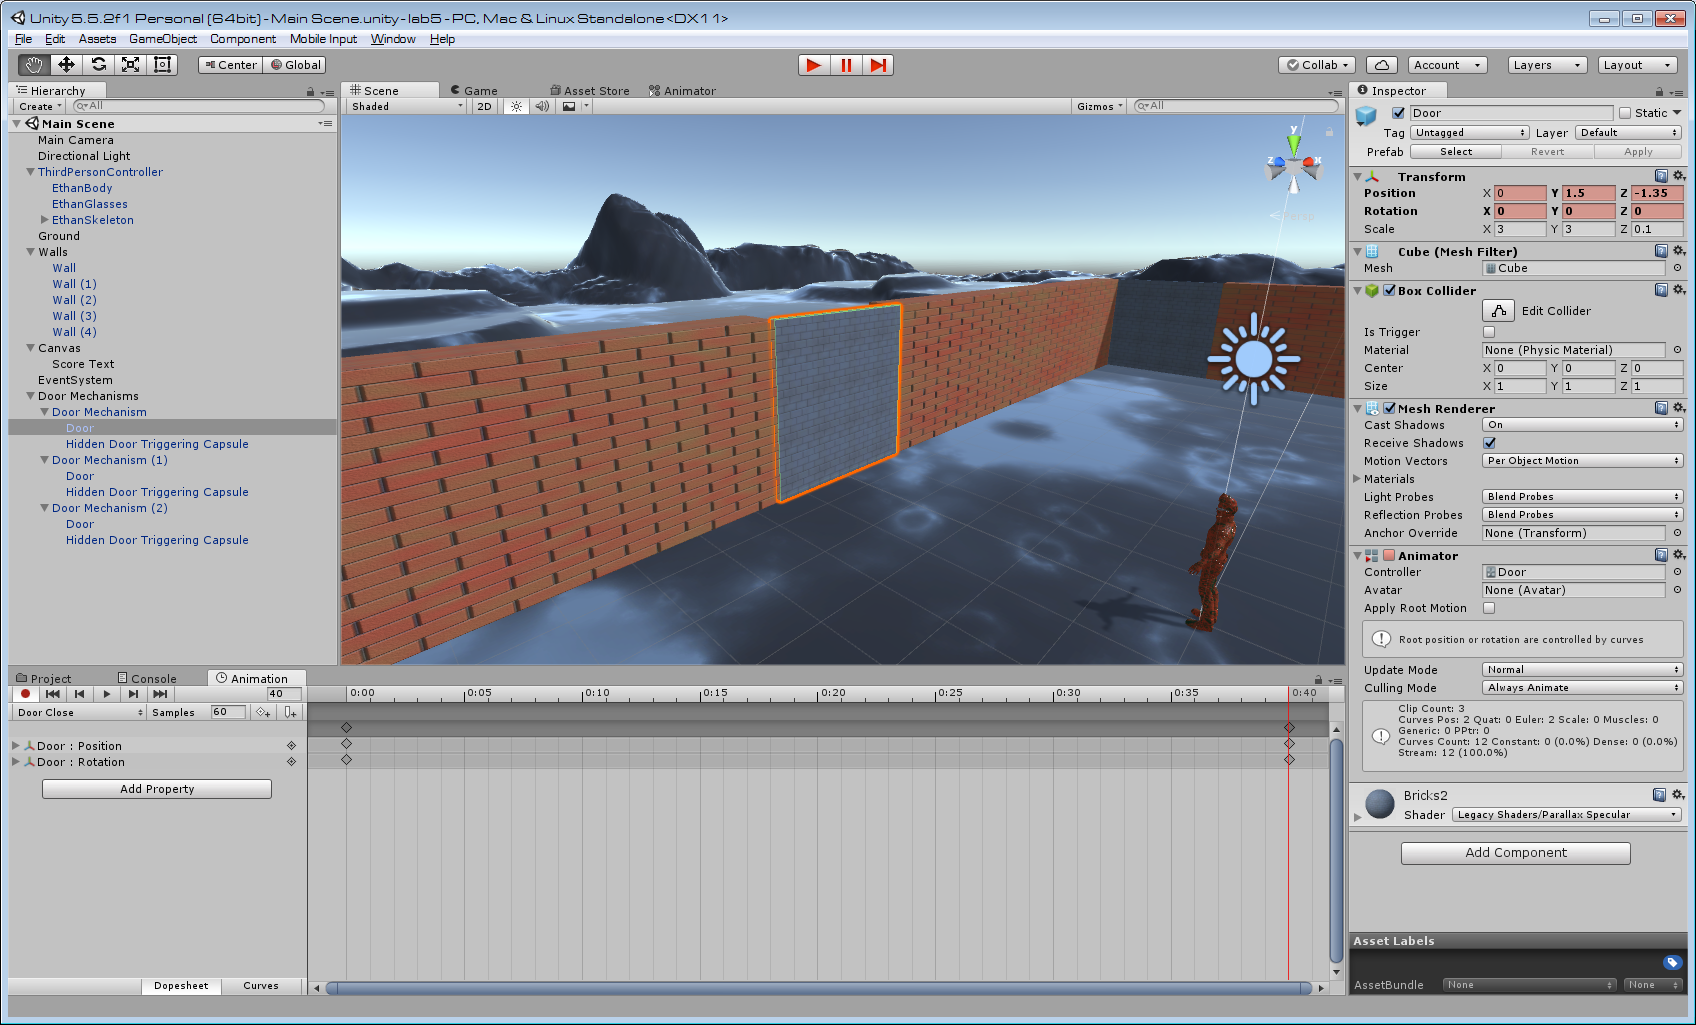 Unity 5.5.2f1 Personal (64bit) - Main Scene.unity - lab5 - PC, Mac & Linux Standalone <DX11>
File Edit Assets GameObject Component Mobile Input Window Help
Center Global Collab Account Layers Layout
Hierarchy
Create All
Main Scene
Main Camera
Directional Light
ThirdPersonController
EthanBody
EthanGlasses
EthanSkeleton
Ground
Walls
Wall
Wall (1)
Wall (2)
Wall (3)
Wall (4)
Canvas
Score Text
EventSystem
Door Mechanisms
Door Mechanism
Door
Hidden Door Triggering Capsule
Door Mechanism (1)
Door
Hidden Door Triggering Capsule
Door Mechanism (2)
Door
Hidden Door Triggering Capsule
Scene Game Asset Store Animator
Shaded 2D Gizmos All
y
z x
Inspector
Door Static
Tag Untagged Layer Default
Prefab Select Revert Apply
Transform
Position X 0 Y 1.5 Z -1.35
Rotation X 0 Y 0 Z 0
Scale X 3 Y 3 Z 0.1
Cube (Mesh Filter)
Mesh Cube
Box Collider
Edit Collider
Is Trigger
Material None (Physic Material)
Center X 0 Y 0 Z 0
Size X 1 Y 1 Z 1
Mesh Renderer
Cast Shadows On
Receive Shadows
Motion Vectors Per Object Motion
Materials
Light Probes Blend Probes
Reflection Probes Blend Probes
Anchor Override None (Transform)
Animator
Controller Door
Avatar None (Avatar)
Apply Root Motion
Root position or rotation are controlled by curves
Update Mode Normal
Culling Mode Always Animate
Clip Count: 3
Curves Pos: 2 Quat: 0 Euler: 2 Scale: 0 Muscles: 0
Generic: 0 PPtr: 0
Curves Count: 12 Constant: 0 (0.0%) Dense: 0 (0.0%)
Stream: 12 (100.0%)
Bricks2
Shader Legacy Shaders/Parallax Specular
Add Component
Asset Labels
AssetBundle None None
Project Console Animation
40 0:00 0:05 0:10 0:15 0:20 0:25 0:30 0:35 0:40
Door Close Samples 60
Door : Position
Door : Rotation
Add Property
Dopesheet Curves